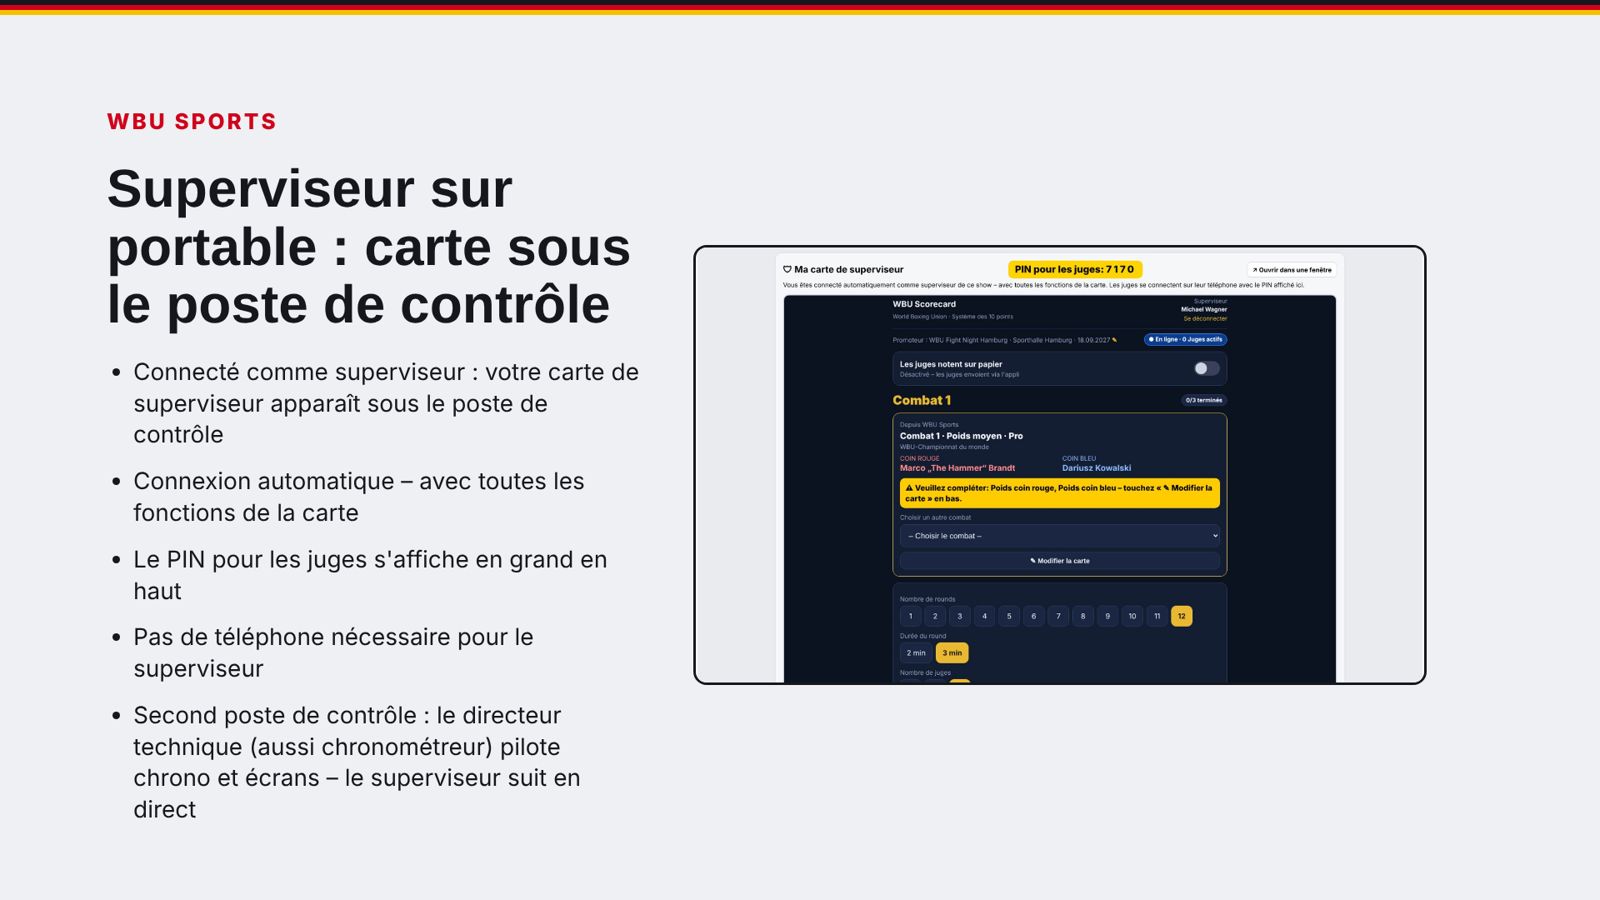 WBU SPORTS
Superviseur sur
portable : carte sous
le poste de contrôle
• Connecté comme superviseur : votre carte de
superviseur apparaît sous le poste de
contrôle
• Connexion automatique – avec toutes les
fonctions de la carte
• Le PIN pour les juges s'affiche en grand en
haut
• Pas de téléphone nécessaire pour le
superviseur
• Second poste de contrôle : le directeur
technique (aussi chronométreur) pilote
chrono et écrans – le superviseur suit en
direct
Ma carte de superviseur
PIN pour les juges: 7170
↗ Ouvrir dans une fenêtre
Vous êtes connecté automatiquement comme superviseur de ce show – avec toutes les fonctions de la carte. Les juges se connectent sur leur téléphone avec le PIN affiché ici.
WBU Scorecard
World Boxing Union · Système des 10 points
Superviseur
Michael Wagner
Se déconnecter
Promoteur : WBU Fight Night Hamburg · Sporthalle Hamburg · 18.09.2027 ✎
● En ligne · 0 Juges actifs
Les juges notent sur papier
Désactivé – les juges envoient via l'appli
Combat 1
0/3 terminés
Depuis WBU Sports
Combat 1 · Poids moyen · Pro
WBU-Championnat du monde
COIN ROUGE
Marco „The Hammer“ Brandt
COIN BLEU
Dariusz Kowalski
⚠ Veuillez compléter: Poids coin rouge, Poids coin bleu – touchez « ✎ Modifier la
carte » en bas.
Choisir un autre combat
– Choisir le combat –
✎ Modifier la carte
Nombre de rounds
1 2 3 4 5 6 7 8 9 10 11 12
Durée du round
2 min 3 min
Nombre de juges